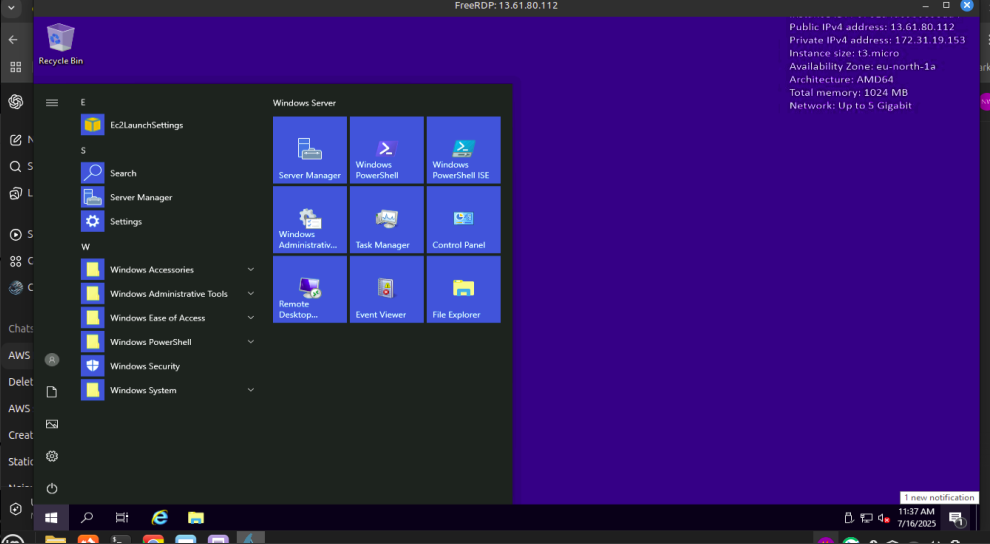 FreeRDP: 13.61.80.112
Public IPv4 address: 13.61.80.112
Private IPv4 address: 172.31.19.153
Instance size: t3.micro
Availability Zone: eu-north-1a
Architecture: AMD64
Total memory: 1024 MB
Network: Up to 5 Gigabit
Recycle Bin
E
Ec2LaunchSettings
S
Search
Server Manager
Settings
W
Windows Accessories
Windows Administrative Tools
Windows Ease of Access
Windows PowerShell
Windows Security
Windows System
Windows Server
Server Manager
Windows
PowerShell
Windows
PowerShell ISE
Windows
Administrativ...
Task Manager
Control Panel
Remote
Desktop...
Event Viewer
File Explorer
Chats
AWS
Delet
AWS
Creat
Static
1 new notification
11:37 AM
7/16/2025
1